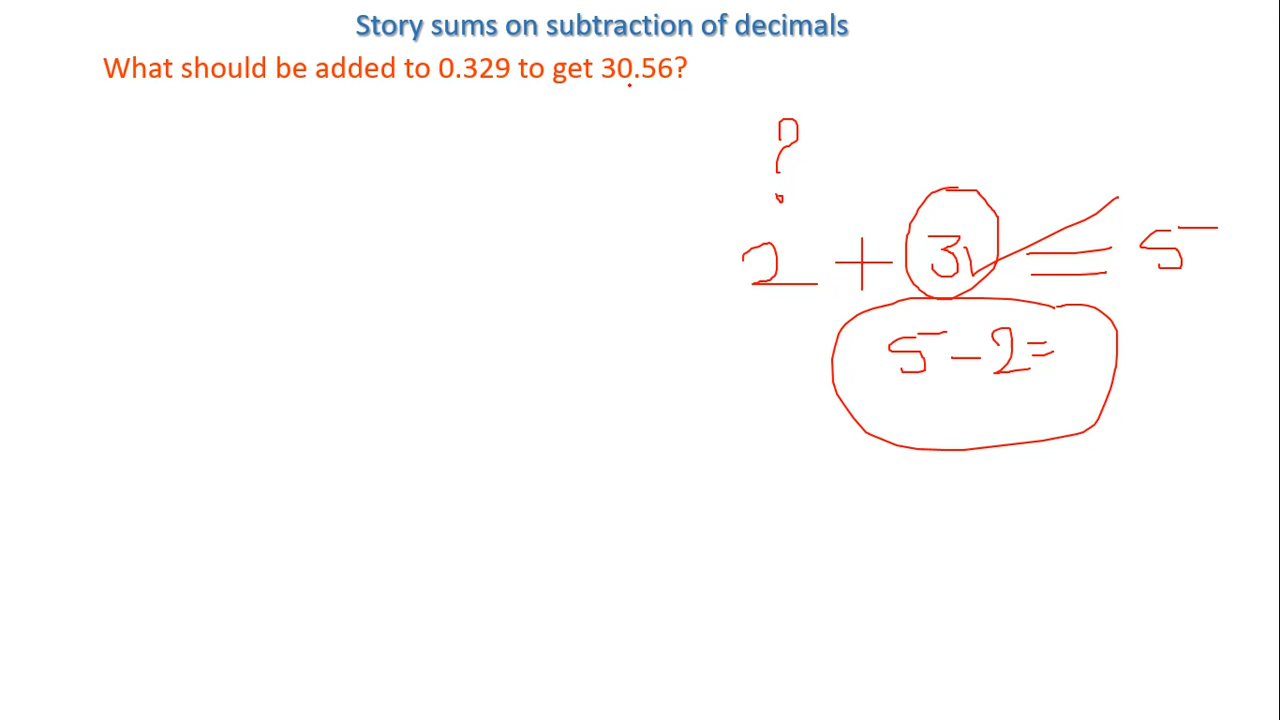 Story sums on subtraction of decimals
What should be added to 0.329 to get 30.56?
?
2 + 3 = 5
5 - 2 =